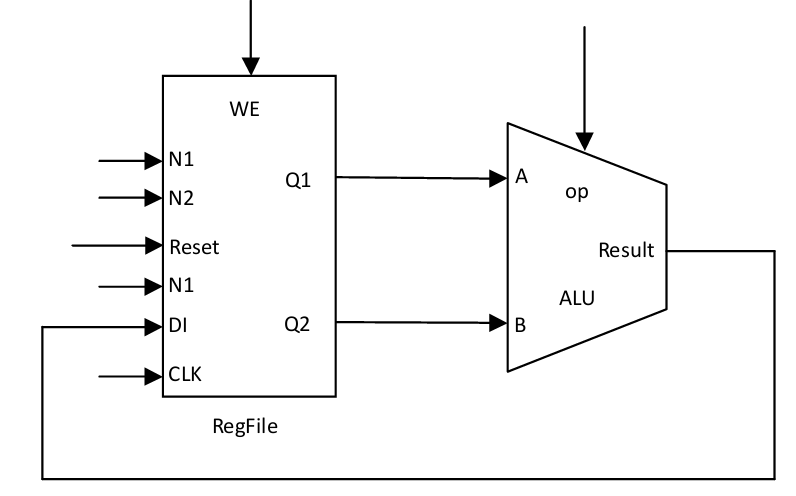 WE
N1
N2
Q1
Reset
N1
DI
Q2
CLK
RegFile
A
op
Result
ALU
B